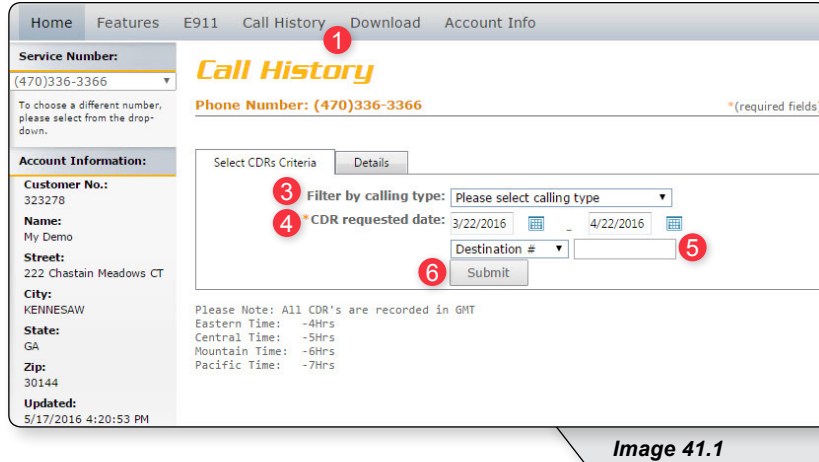 Home Features E911 Call History Download Account Info
1
Service Number:
(470)336-3366
To choose a different number,
please select from the drop-
down.
Account Information:
Customer No.:
323278
Name:
My Demo
Street:
222 Chastain Meadows CT
City:
KENNESAW
State:
GA
Zip:
30144
Updated:
5/17/2016 4:20:53 PM
Call History
Phone Number: (470)336-3366
*(required fields)
Select CDRs Criteria Details
3 Filter by calling type: Please select calling type
4 *CDR requested date: 3/22/2016 _ 4/22/2016
Destination # 5
6 Submit
Please Note: All CDR's are recorded in GMT
Eastern Time: -4Hrs
Central Time: -5Hrs
Mountain Time: -6Hrs
Pacific Time: -7Hrs
Image 41.1